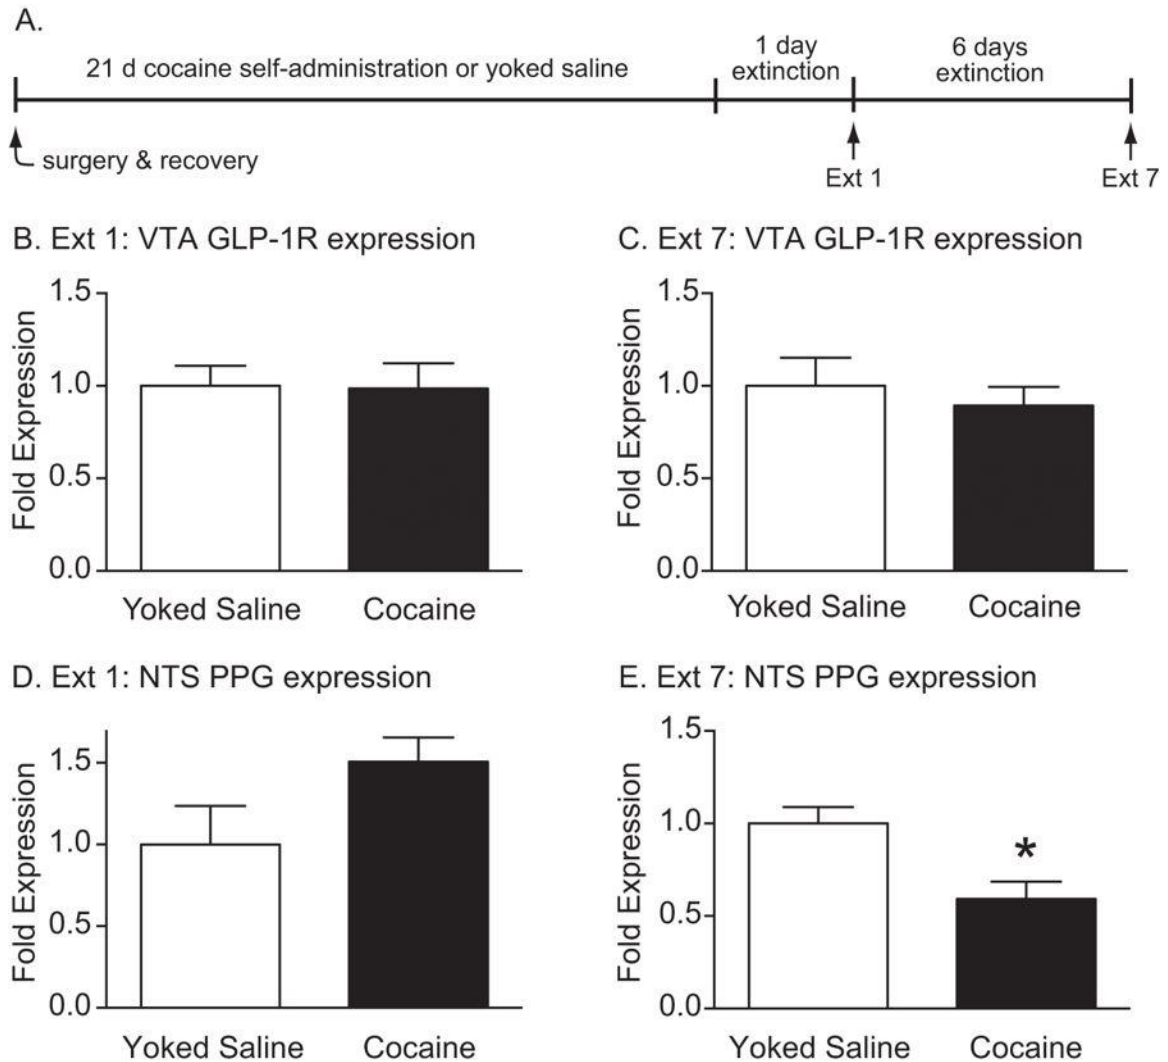 A.
21 d cocaine self-administration or yoked saline
1 day
extinction
6 days
extinction
surgery & recovery
Ext 1
Ext 7
B. Ext 1: VTA GLP-1R expression
Fold Expression
1.5
1.0
0.5
0.0
Yoked Saline
Cocaine
C. Ext 7: VTA GLP-1R expression
Fold Expression
1.5
1.0
0.5
0.0
Yoked Saline
Cocaine
D. Ext 1: NTS PPG expression
Fold Expression
1.5
1.0
0.5
0.0
Yoked Saline
Cocaine
E. Ext 7: NTS PPG expression
Fold Expression
1.5
1.0
0.5
0.0
*
Yoked Saline
Cocaine